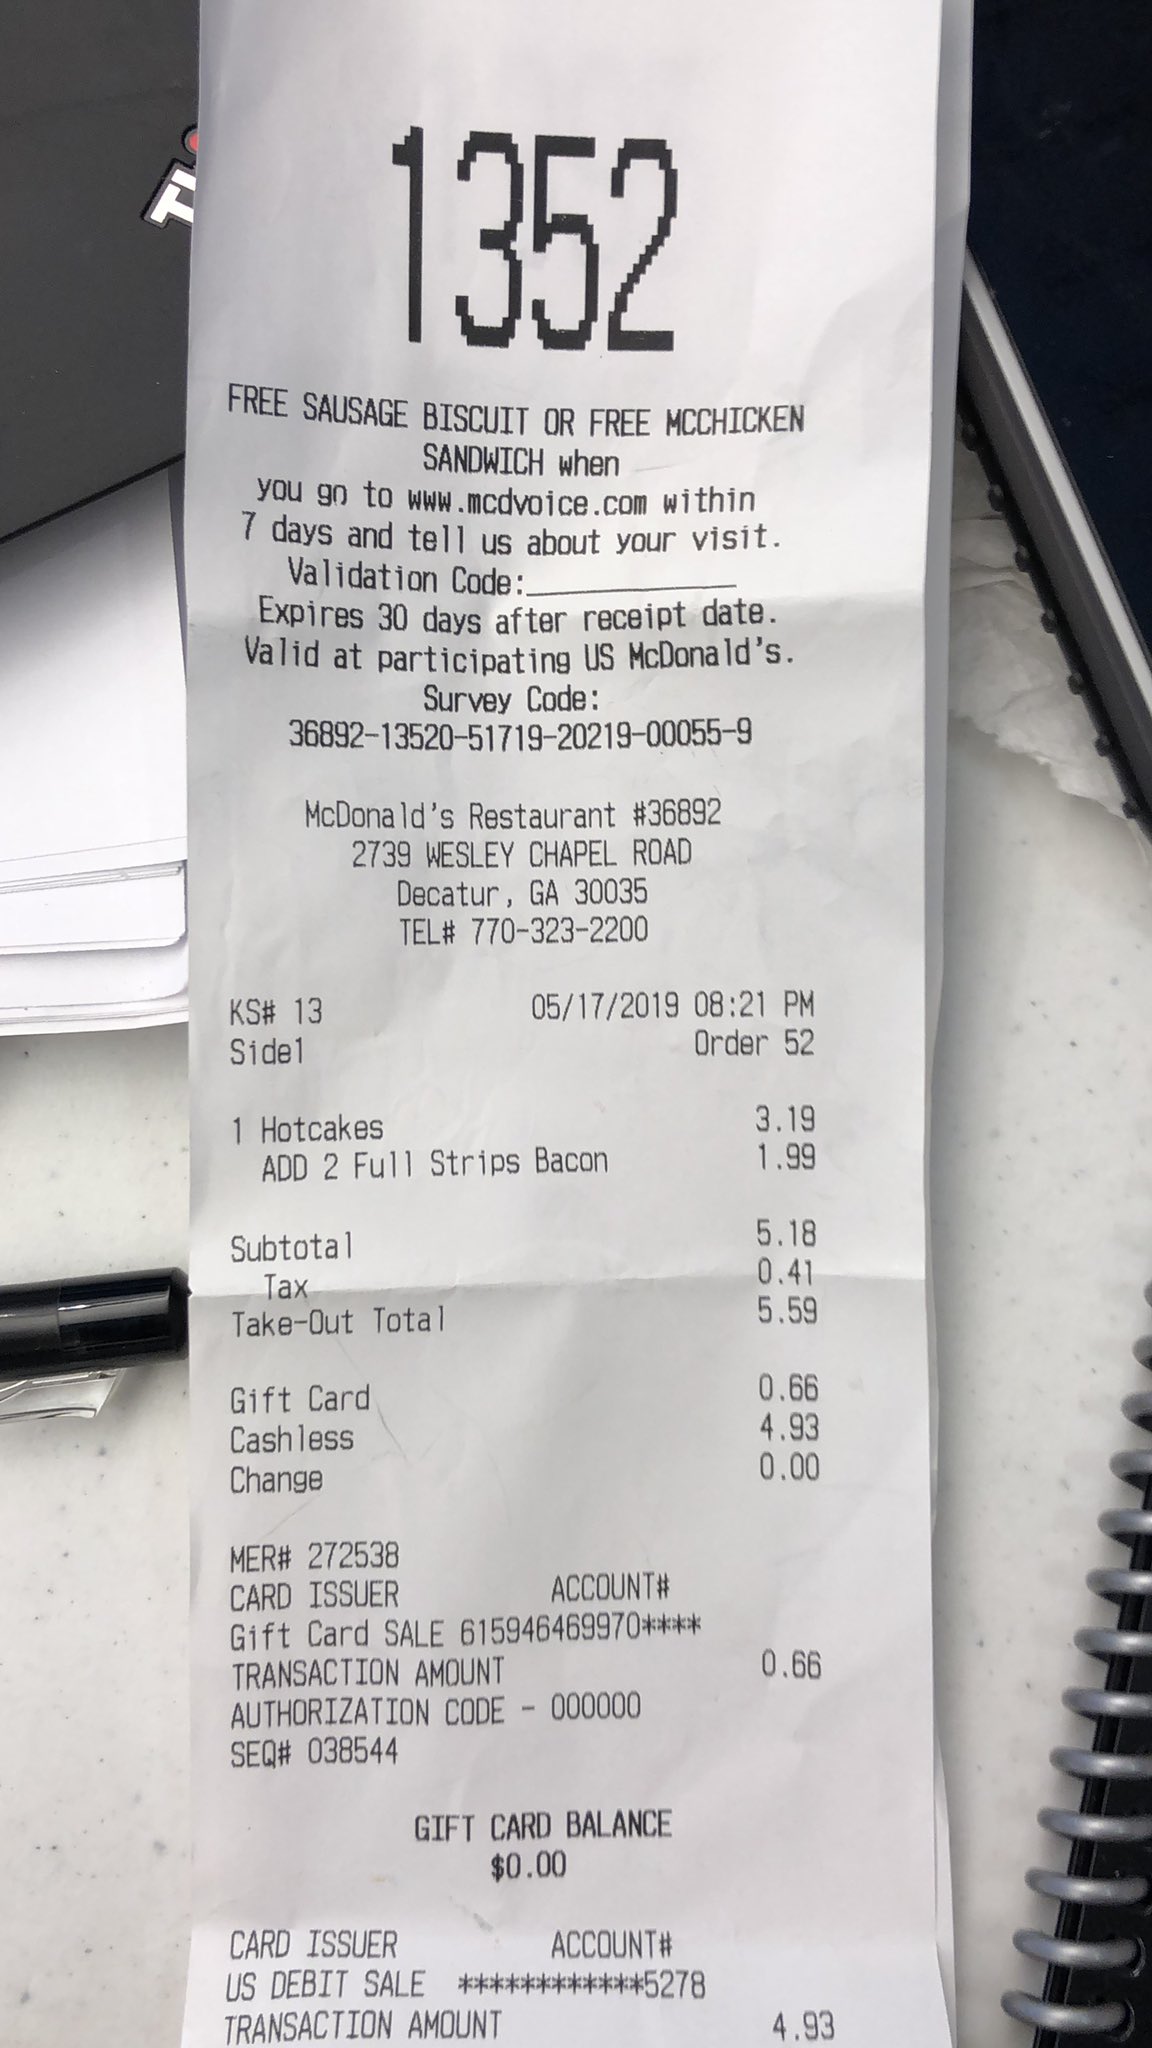 1352
FREE SAUSAGE BISCUIT OR FREE MCCHICKEN
SANDWICH when
you go to www.mcdvoice.com within
7 days and tell us about your visit.
Validation Code:__________
Expires 30 days after receipt date.
Valid at participating US McDonald's.
Survey Code:
36892-13520-51719-20219-00055-9
McDonald's Restaurant #36892
2739 WESLEY CHAPEL ROAD
Decatur, GA 30035
TEL# 770-323-2200
KS# 13 05/17/2019 08:21 PM
Side1 Order 52
1 Hotcakes 3.19
ADD 2 Full Strips Bacon 1.99
Subtotal 5.18
Tax 0.41
Take-Out Total 5.59
Gift Card 0.66
Cashless 4.93
Change 0.00
MER# 272538
CARD ISSUER ACCOUNT#
Gift Card SALE 615946469970****
TRANSACTION AMOUNT 0.66
AUTHORIZATION CODE - 000000
SEQ# 038544
GIFT CARD BALANCE
$0.00
CARD ISSUER ACCOUNT#
US DEBIT SALE ************5278
TRANSACTION AMOUNT 4.93